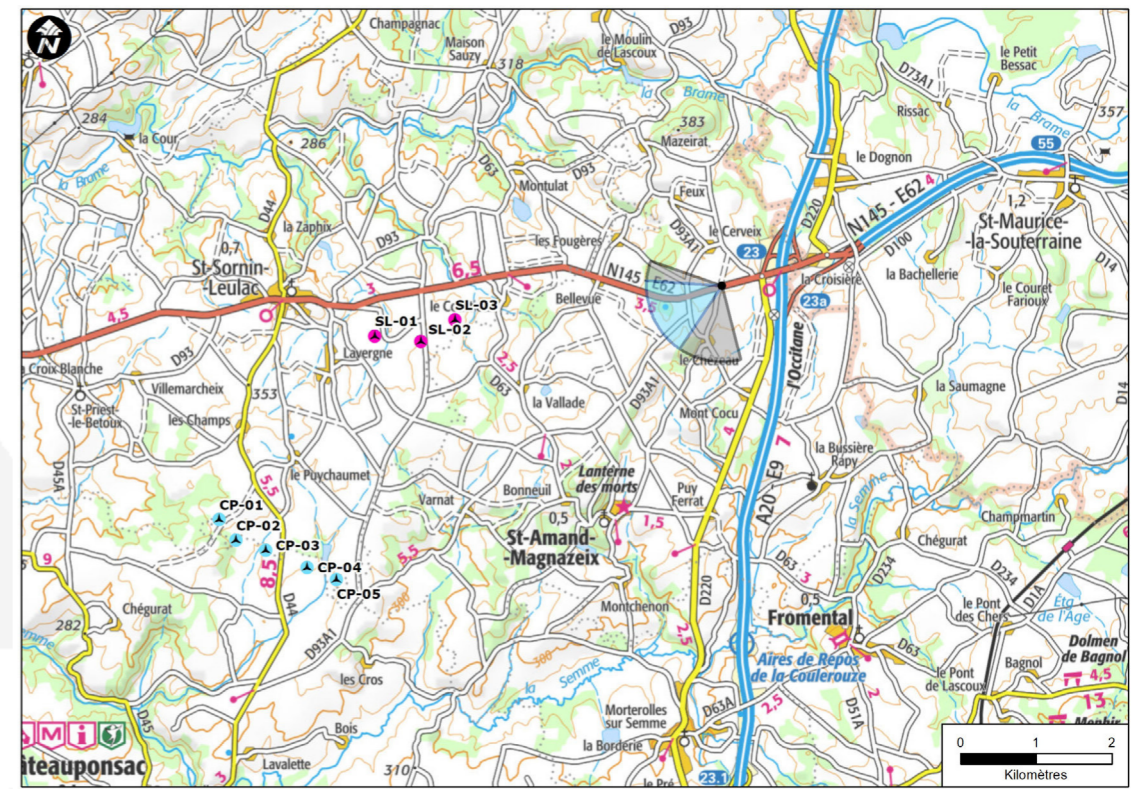 N
Champagnac
D93
le Moulin
de Lascoux
Maison
Sauzy
318
le Petit
Bessac
D73A1
la Brame
Rissac
la
Brame
357
284
la Cour
383
286
Mazeirat
55
D63
D93
le Dognon
la Brame
Montulat
4
Feux
1,2
D44
D220
N145 - E62
St-Maurice-
-la-Souterraine
la Zaphix
D93
D93A1
le Cerveix
D100
0,7
les Fougères
23
D14
St-Sornin-
-Leulac
6,5
N145
E62
la Croisière
la Bachellerie
3
3,5
le Couret
Farioux
4,5
Bellevue
23a
SL-03
SL-01
SL-02
D93
Lavergne
le Chezeau
l'Occitane
Croix Blanche
2,5
D63
Villemarcheix
D93A1
la Saumagne
D14
353
la Vallade
St-Priest-
-le-Betoux
les Champs
Mont Cocu
4
7
la Bussière
Rapy
2
D45A
le Puychaumet
Lanterne
des morts
A20 - E9
5,5
Bonneuil
Puy
Ferrat
la Semme
CP-01
Varnat
0,5
1,5
Champmartin
CP-02
St-Amand-
-Magnazeix
Chégurat
CP-03
5,5
9
CP-04
D63
3
D234
D234
8,5
CP-05
D220
D1A
D44
0,5
le Pont
des Chers
Éta
de l'Age
Chégurat
Montchenon
Fromental
282
D93A1
2,5
D63
Dolmen
de Bagnol
300
Aires de Repos
de la Coulerouze
Bagnol
la Semme
le Pont
de Lascoux
4,5
les Cros
2
13
D45
Morterolles
sur Semme
D63A
2,5
D51A
Bois
la Borderie
0
1
2
Kilomètres
âteauponsac
Lavalette
310
3
le Pré
23.1